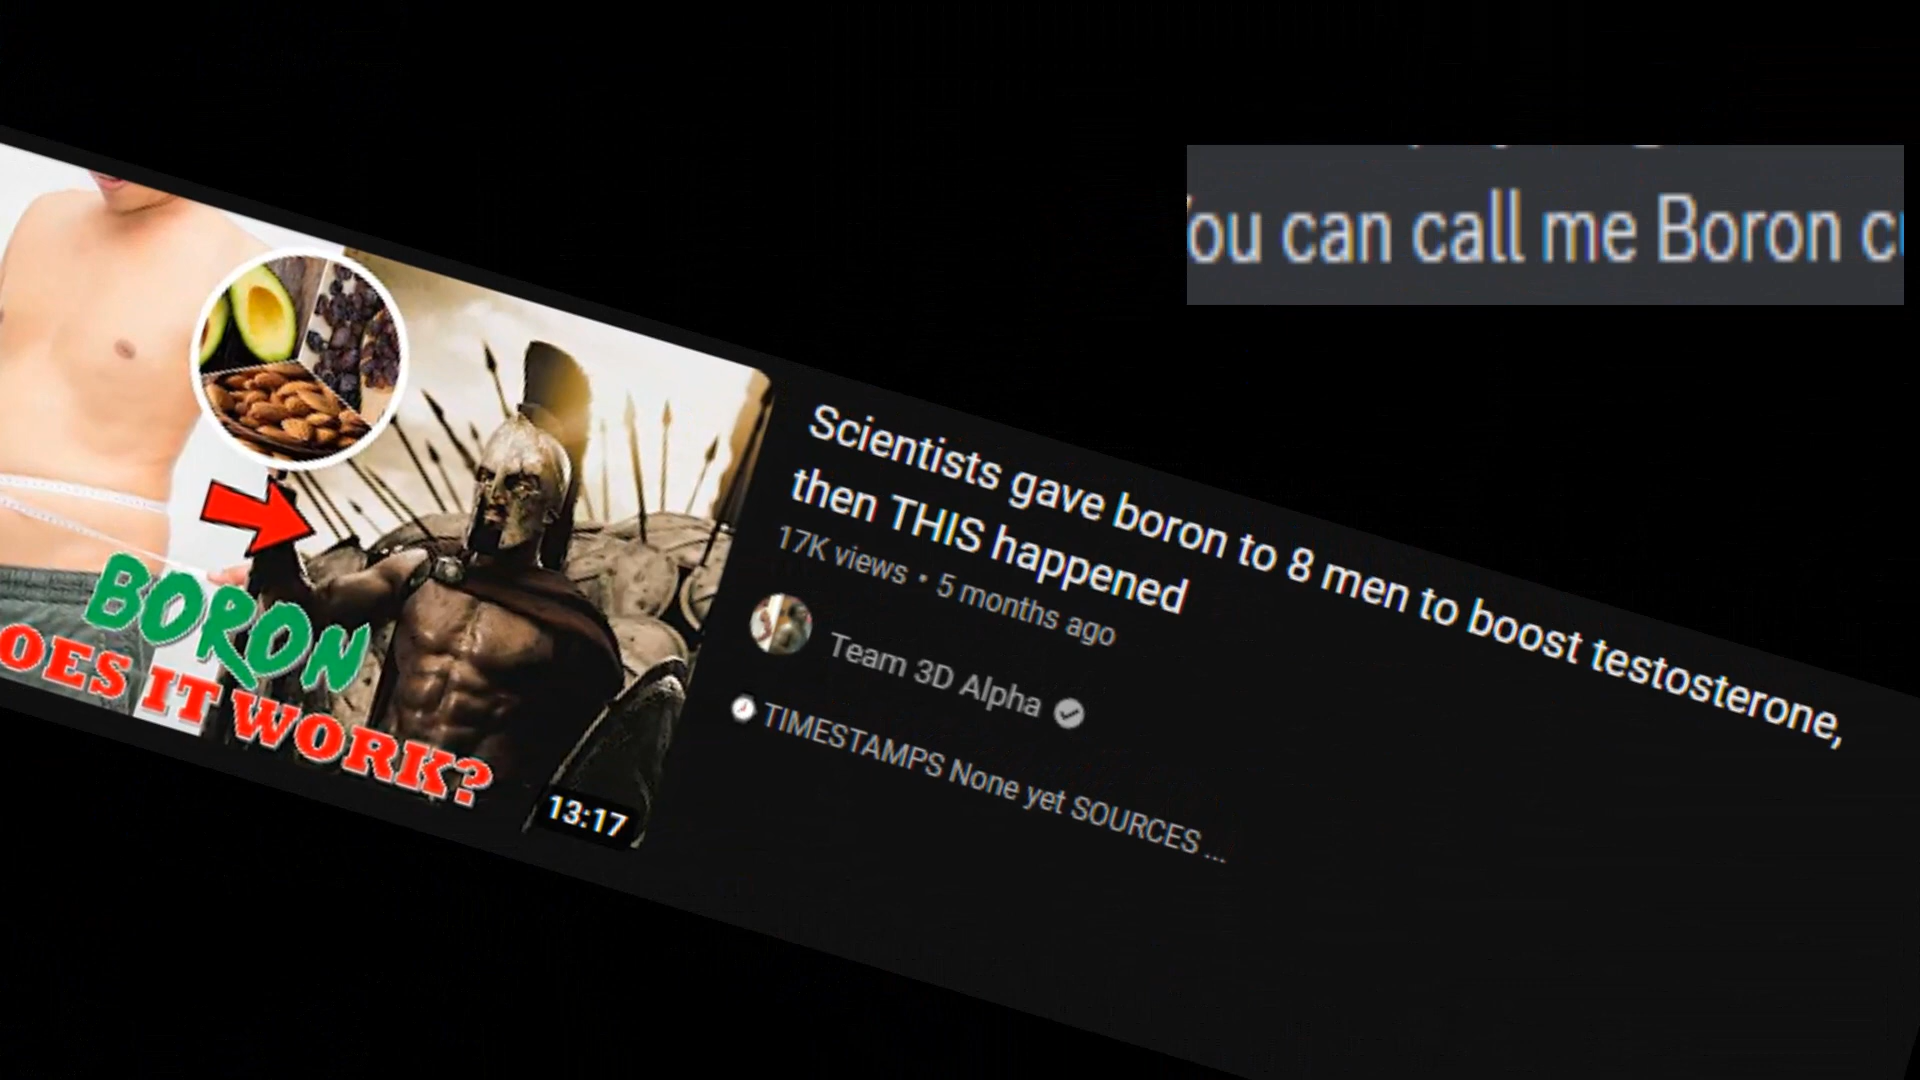 ou can call me Boron
Scientists gave boron to 8 men to boost testosterone,
then THIS happened
17K views • 5 months ago
Team 3D Alpha
TIMESTAMPS None yet SOURCES ...
BORON
OES IT WORK?
13:17